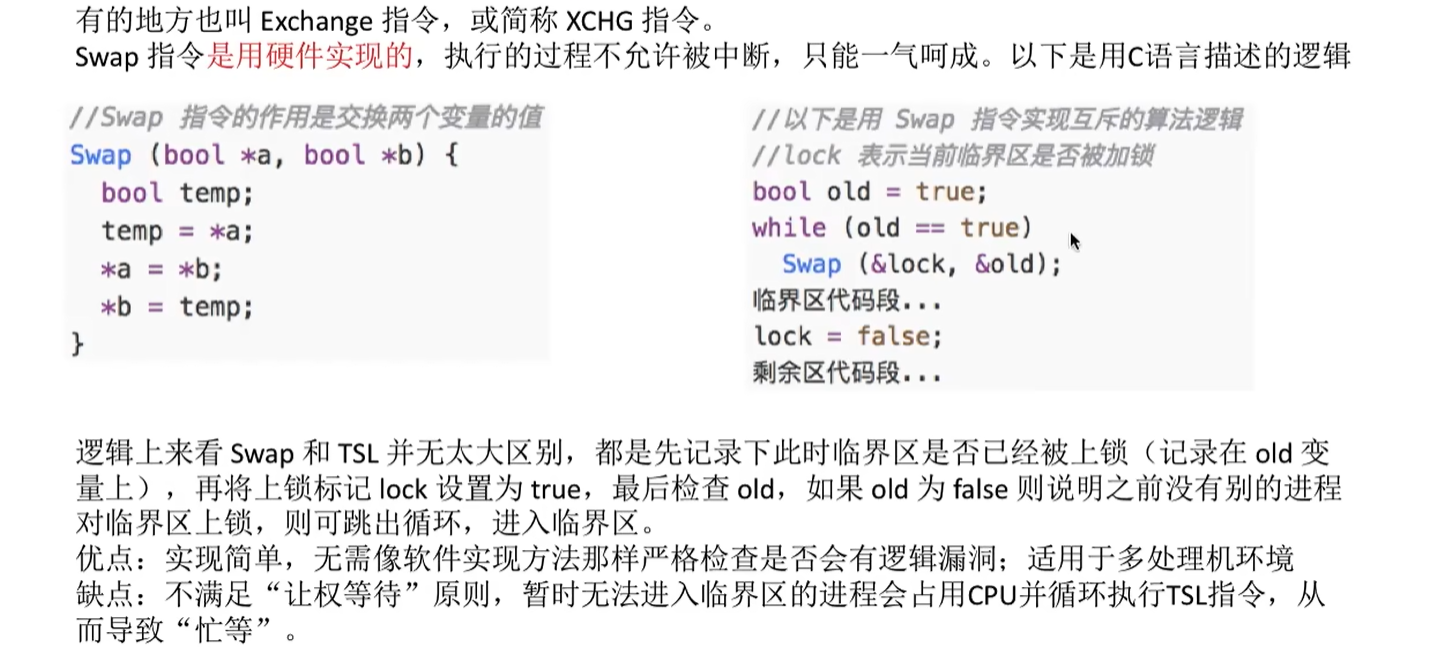 有的地方也叫 Exchange 指令，或简称 XCHG 指令。
Swap 指令是用硬件实现的，执行的过程不允许被中断，只能一气呵成。以下是用C语言描述的逻辑
//Swap 指令的作用是交换两个变量的值
Swap (bool *a, bool *b) {
  bool temp;
  temp = *a;
  *a = *b;
  *b = temp;
}
//以下是用 Swap 指令实现互斥的算法逻辑
//lock 表示当前临界区是否被加锁
bool old = true;
while (old == true)
  Swap (&lock, &old);
临界区代码段...
lock = false;
剩余区代码段...
逻辑上来看 Swap 和 TSL 并无太大区别，都是先记录下此时临界区是否已经被上锁（记录在 old 变
量上），再将上锁标记 lock 设置为 true，最后检查 old，如果 old 为 false 则说明之前没有别的进程
对临界区上锁，则可跳出循环，进入临界区。
优点：实现简单，无需像软件实现方法那样严格检查是否会有逻辑漏洞；适用于多处理机环境
缺点：不满足“让权等待”原则，暂时无法进入临界区的进程会占用CPU并循环执行TSL指令，从
而导致“忙等”。